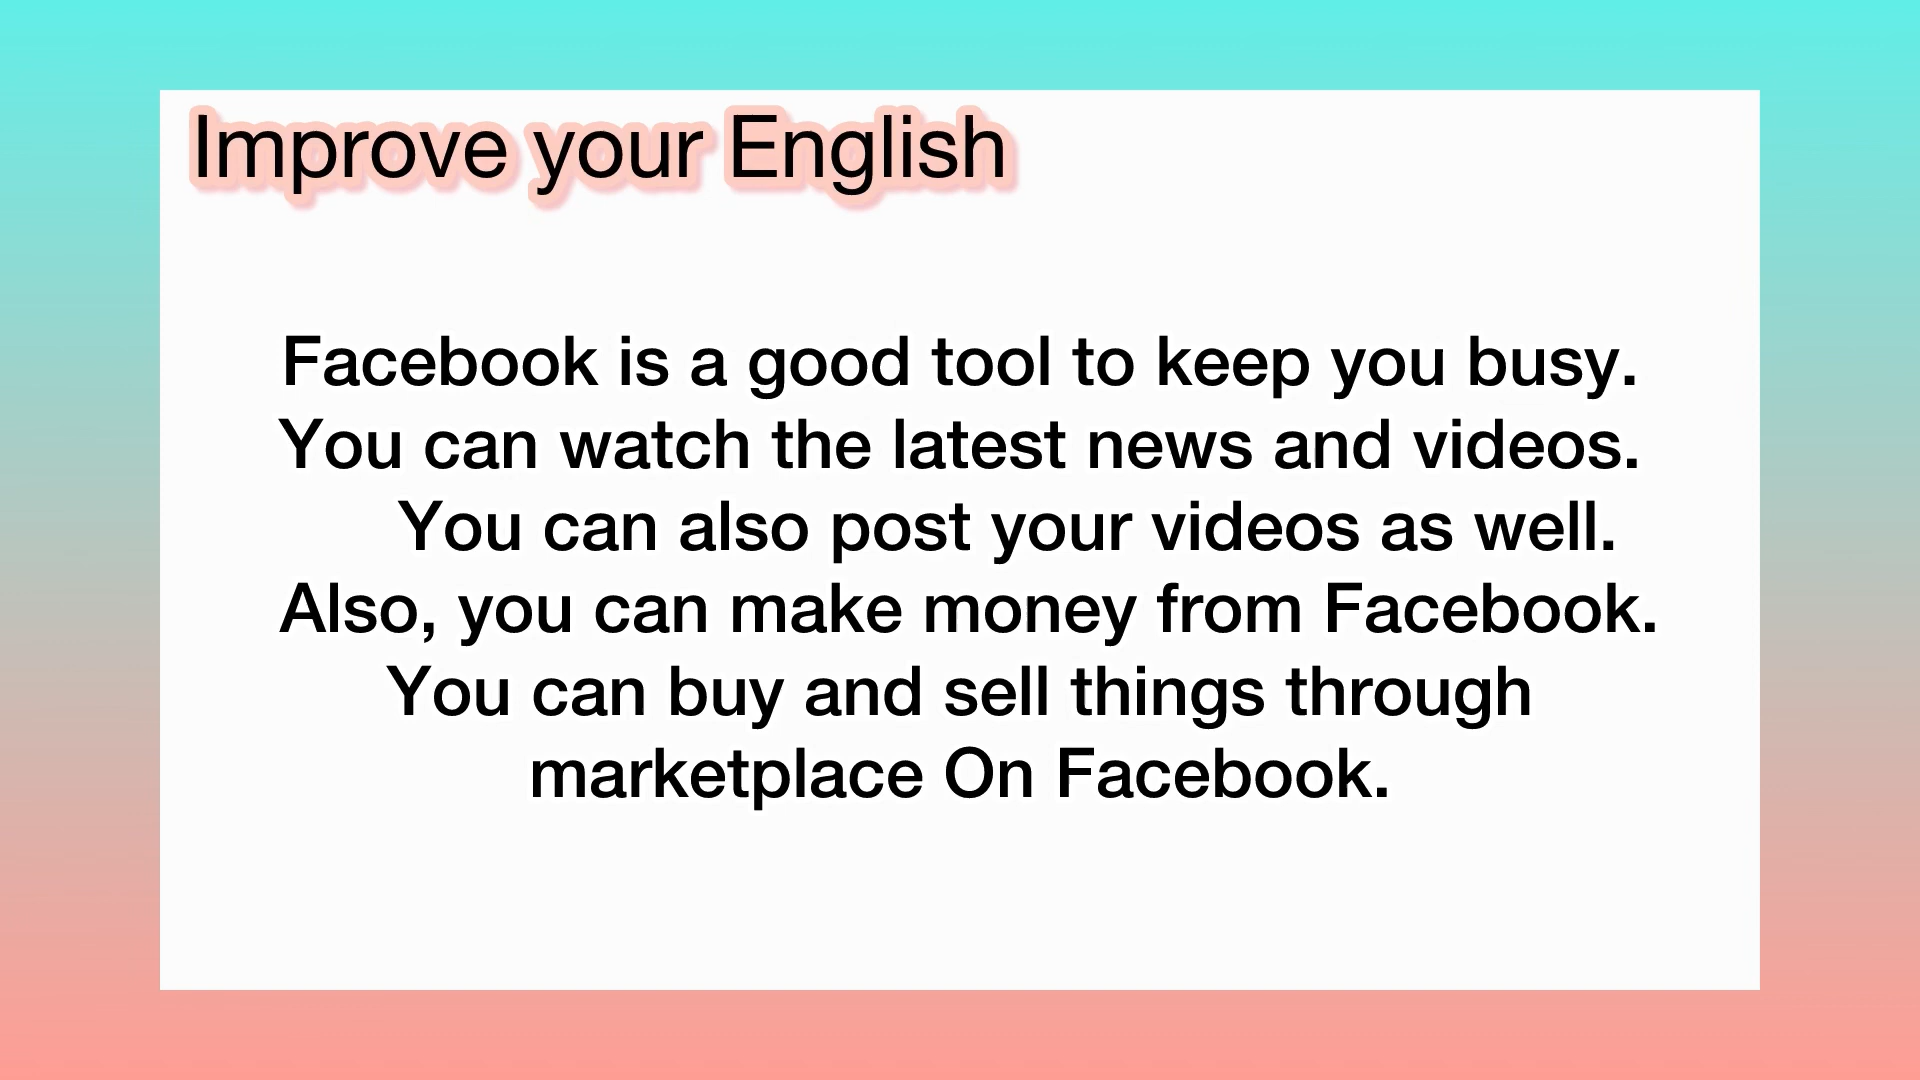 Improve your English
Facebook is a good tool to keep you busy.
You can watch the latest news and videos.
You can also post your videos as well.
Also, you can make money from Facebook.
You can buy and sell things through
marketplace On Facebook.